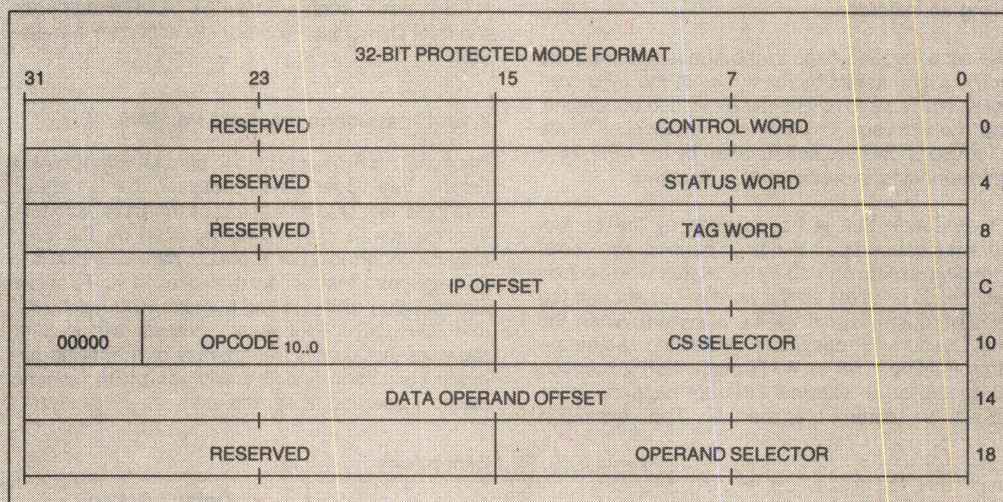 32-BIT PROTECTED MODE FORMAT
31 23 15 7 0
RESERVED CONTROL WORD 0
RESERVED STATUS WORD 4
RESERVED TAG WORD 8
IP OFFSET C
00000 OPCODE 10..0 CS SELECTOR 10
DATA OPERAND OFFSET 14
RESERVED OPERAND SELECTOR 18